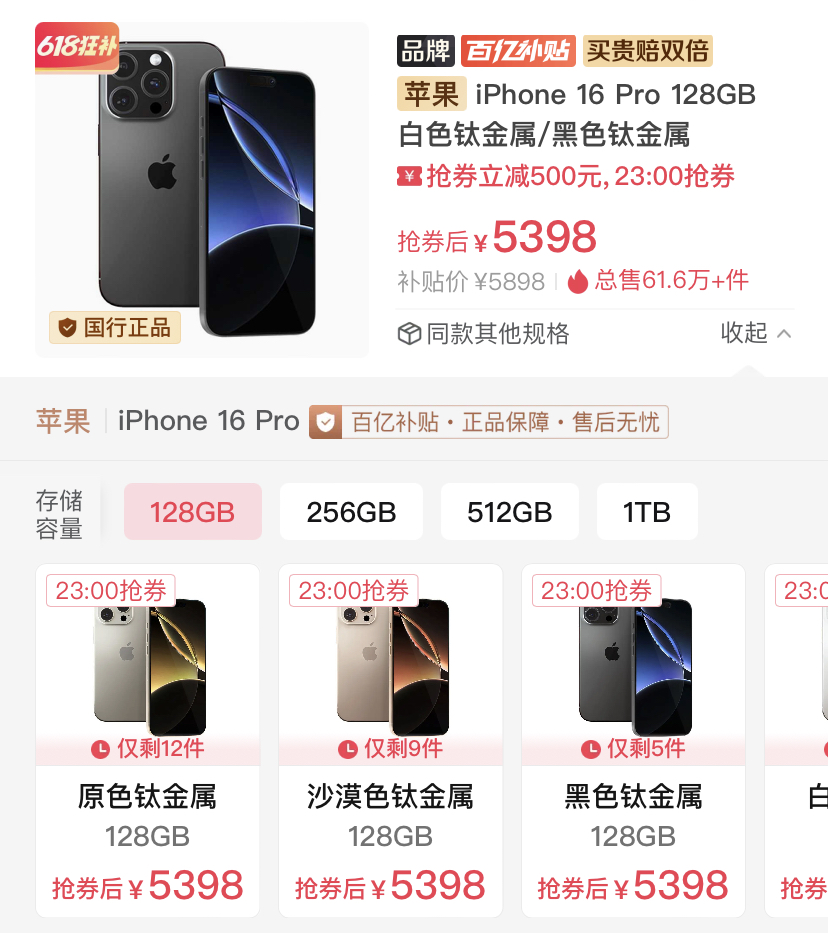 618狂补
国行正品
品牌 百亿补贴 买贵赔双倍
苹果 iPhone 16 Pro 128GB
白色钛金属/黑色钛金属
¥ 抢券立减500元, 23:00抢券
抢券后 ¥ 5398
补贴价 ¥5898 总售61.6万+件
同款其他规格 收起
苹果 iPhone 16 Pro 百亿补贴・正品保障・售后无忧
存储容量 128GB 256GB 512GB 1TB
23:00抢券 23:00抢券 23:00抢券 23:0
仅剩12件 仅剩9件 仅剩5件
原色钛金属 沙漠色钛金属 黑色钛金属 白
128GB 128GB 128GB
抢券后 ¥ 5398 抢券后 ¥ 5398 抢券后 ¥ 5398 抢券